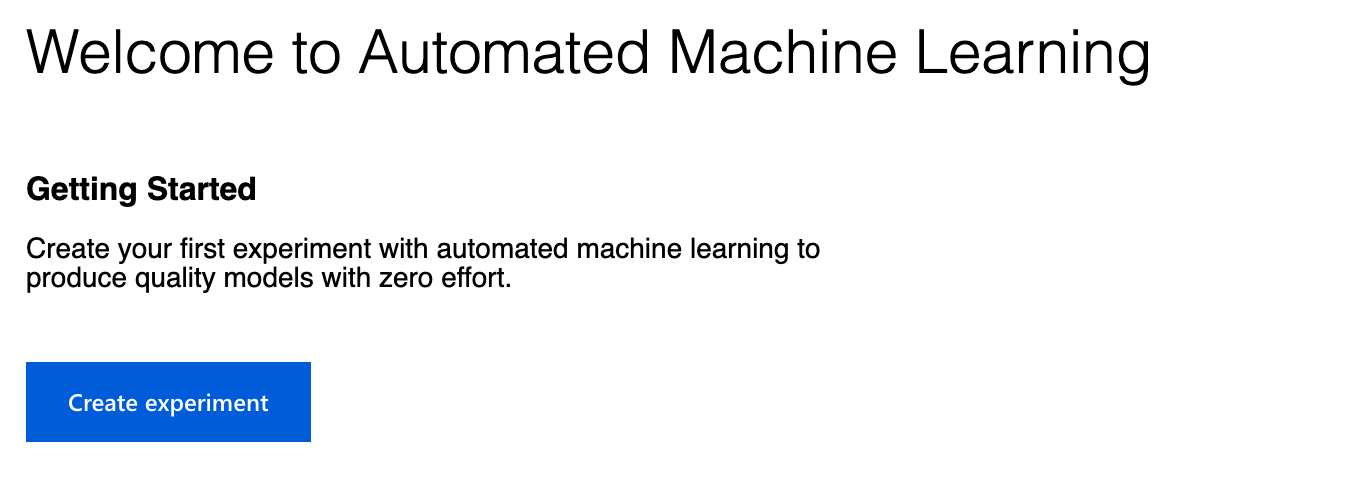 Welcome to Automated Machine Learning
Getting Started
Create your first experiment with automated machine learning to
produce quality models with zero effort.
Create experiment